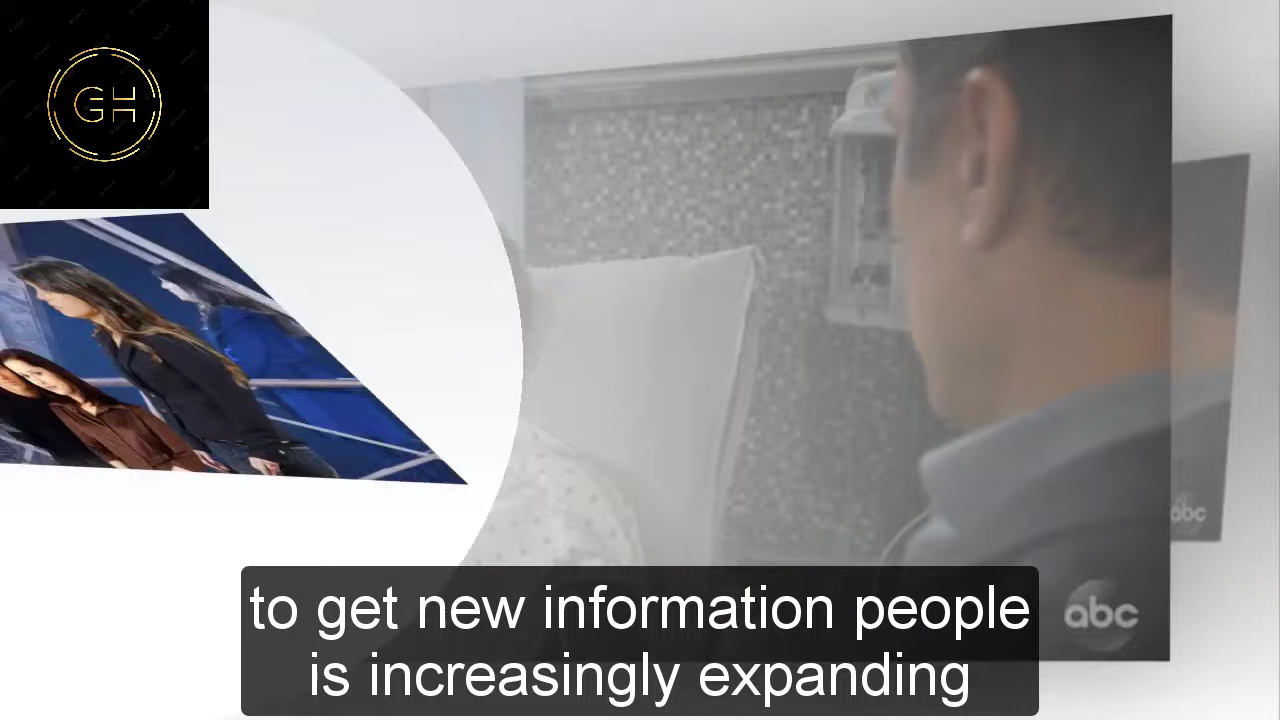 GH
abc
abc
to get new information people
is increasingly expanding